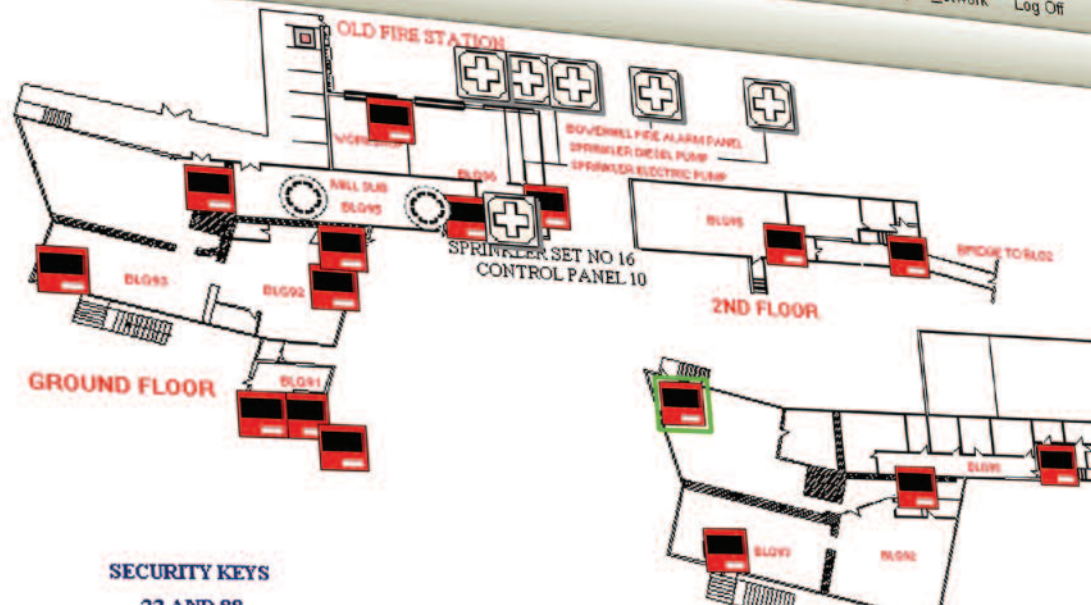 Log Off
OLD FIRE STATION
BOWERHILL FIRE ALARM PANEL
SPRINKLER DIESEL PUMP
SPRINKLER ELECTRIC PUMP
BLG96
MILL SUB
BLG95
SPRINKLER SET NO 16
CONTROL PANEL 10
BLG95
BRIDGE TO BLG2
2ND FLOOR
BLG93
BLG92
GROUND FLOOR
BLG91
BLG92
SECURITY KEYS